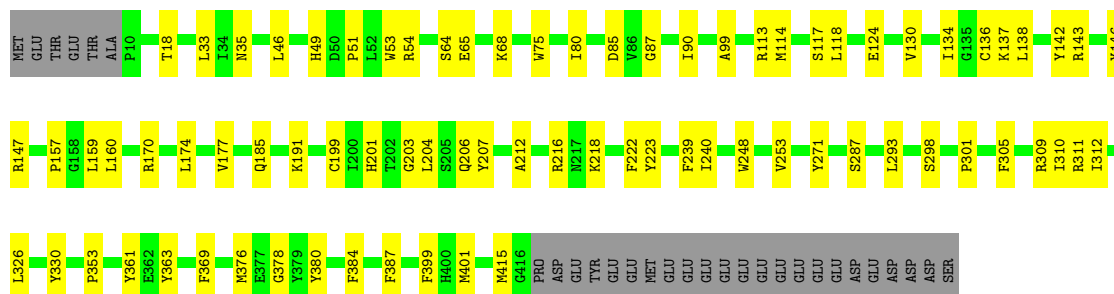 MET GLU THR GLU THR ALA P10 T18 L33 I34 N35 L46 H49 D50 P51 L52 W53 R54 S64 E65 K68 W75 I80 D85 V86 G87 I90 A99 R113 M114 S117 L118 E124 V130 I134 G135 C136 K137 L138 Y142 R143
R147 P157 G158 L159 L160 R170 L174 V177 Q185 K191 C199 I200 H201 T202 G203 L204 S205 Q206 Y207 A212 R216 N217 K218 F222 Y223 F239 I240 W248 V253 Y271 S287 L293 S298 P301 F305 R309 I310 R311 I312
L326 Y330 P353 Y361 E362 Y363 F369 M376 E377 G378 Y379 Y380 F384 F387 F399 H400 M401 M415 G416 PRO ASP GLU TYR GLU GLU MET GLU GLU GLU GLU GLU GLU GLU GLU GLU ASP GLU ASP ASP ASP SER